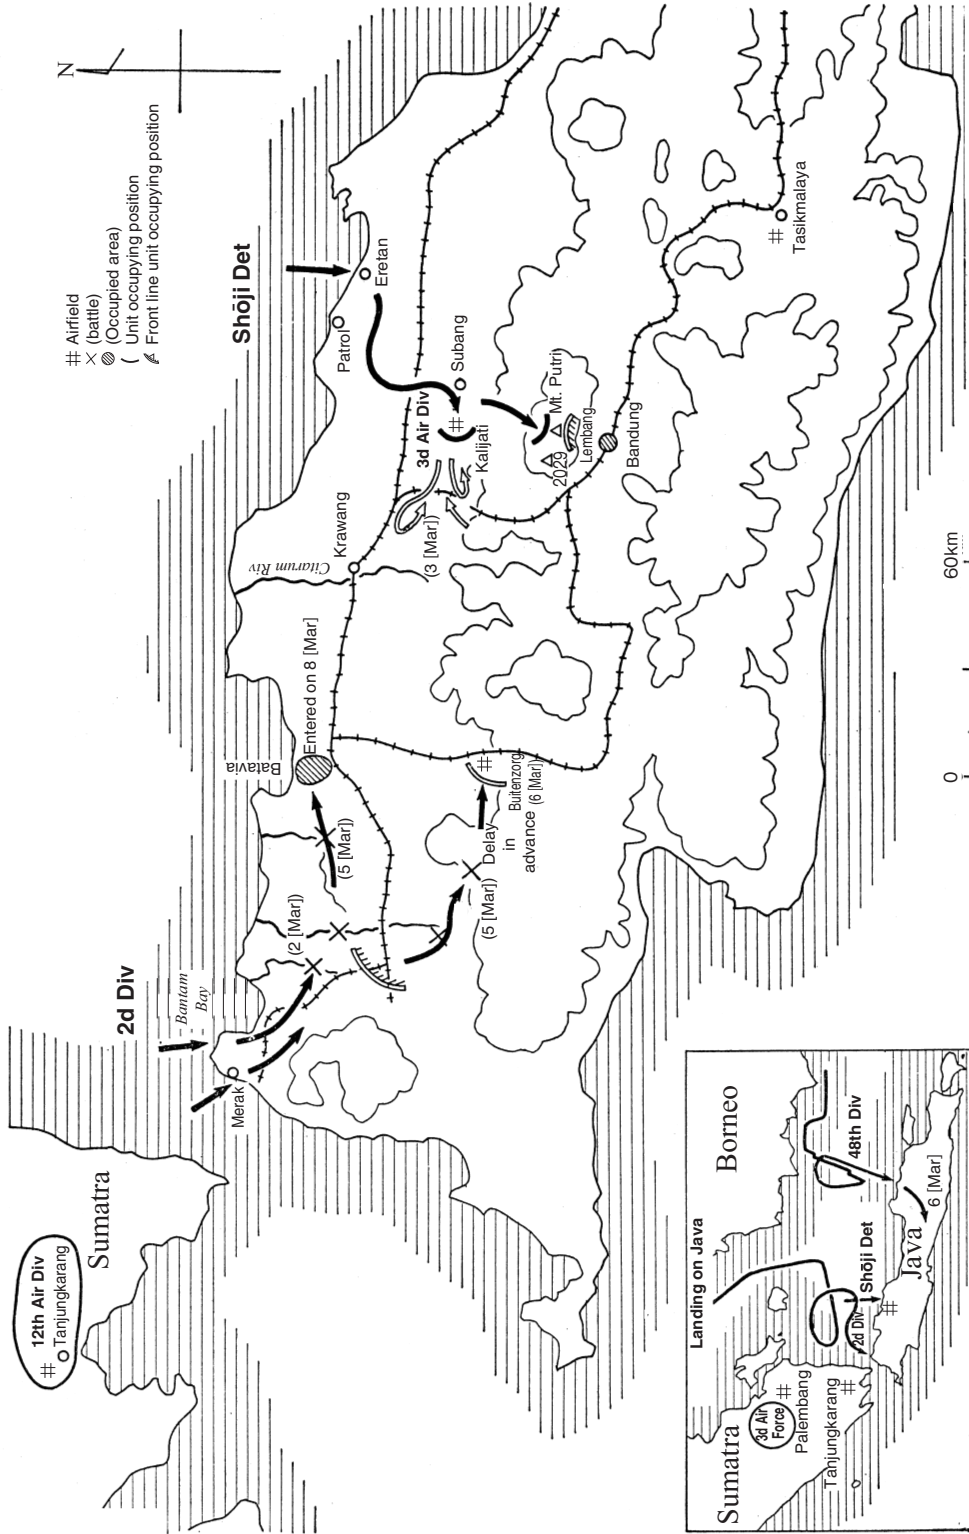 N
# Airfield
× (battle)
(Occupied area)
( Unit occupying position
Front line unit occupying position
12th Air Div
# Tanjungkarang
Sumatra
2d Div
Bantam
Bay
Merak
(2 [Mar])
(5 [Mar])
Batavia
Entered on 8 [Mar]
Citarum Riv
Krawang
Shōji Det
Patrol
Eretan
Subang
3d Air Div
#
Kalijati
(3 [Mar])
2029
Mt. Putri
Lembang
Bandung
#
Tasikmalaya
(5 [Mar])
Delay
in
advance
#
Buitenzorg
(6 [Mar])
0
60km
Landing on Java
Sumatra
3d Air
Force
#
Palembang
Tanjungkarang
#
Borneo
48th Div
2d Div
Shōji Det
#
Java
6 [Mar]